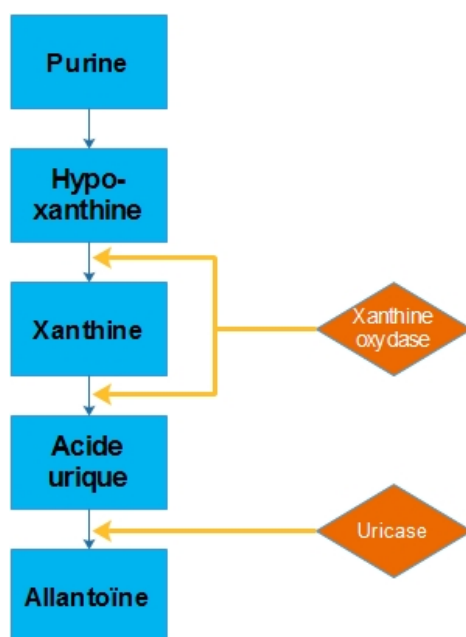 Purine
Hypo-
xanthine
Xanthine
Xanthine
oxydase
Acide
urique
Uricase
Allantoïne